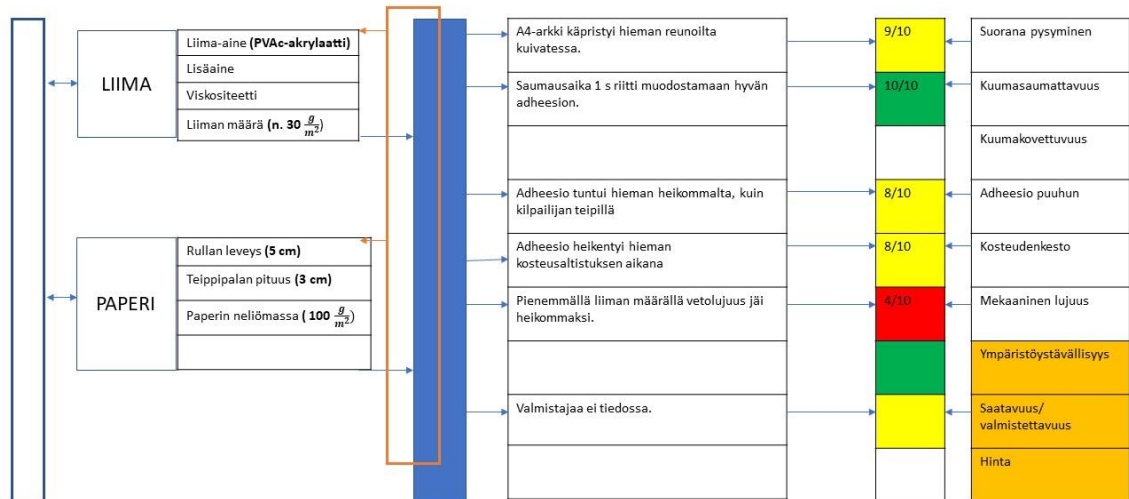 LIIMA
Liima-aine (PVAc-akrylaatti)
Lisäaine
Viskositeetti
Liiman määrä (n. 30 g/m²)
PAPERI
Rullan leveys (5 cm)
Teippipalan pituus (3 cm)
Paperin neliömassa ( 100 g/m²)
A4-arkki käpristyi hieman reunoilta
kuivatessa.
9/10
Suorana pysyminen
Saumausaika 1 s riitti muodostamaan hyvän
adheesion.
10/10
Kuumasaumattavuus
Kuumakovettuvuus
Adheesio tuntui hieman heikommalta, kuin
kilpailijan teipillä
8/10
Adheesio puuhun
Adheesio heikentyi hieman
kosteusaltistuksen aikana
8/10
Kosteudenkesto
Pienemmällä liiman määrällä vetolujuus jäi
heikommaksi.
4/10
Mekaaninen lujuus
Ympäristöystävällisyys
Valmistajaa ei tiedossa.
Saatavuus/
valmistettavuus
Hinta